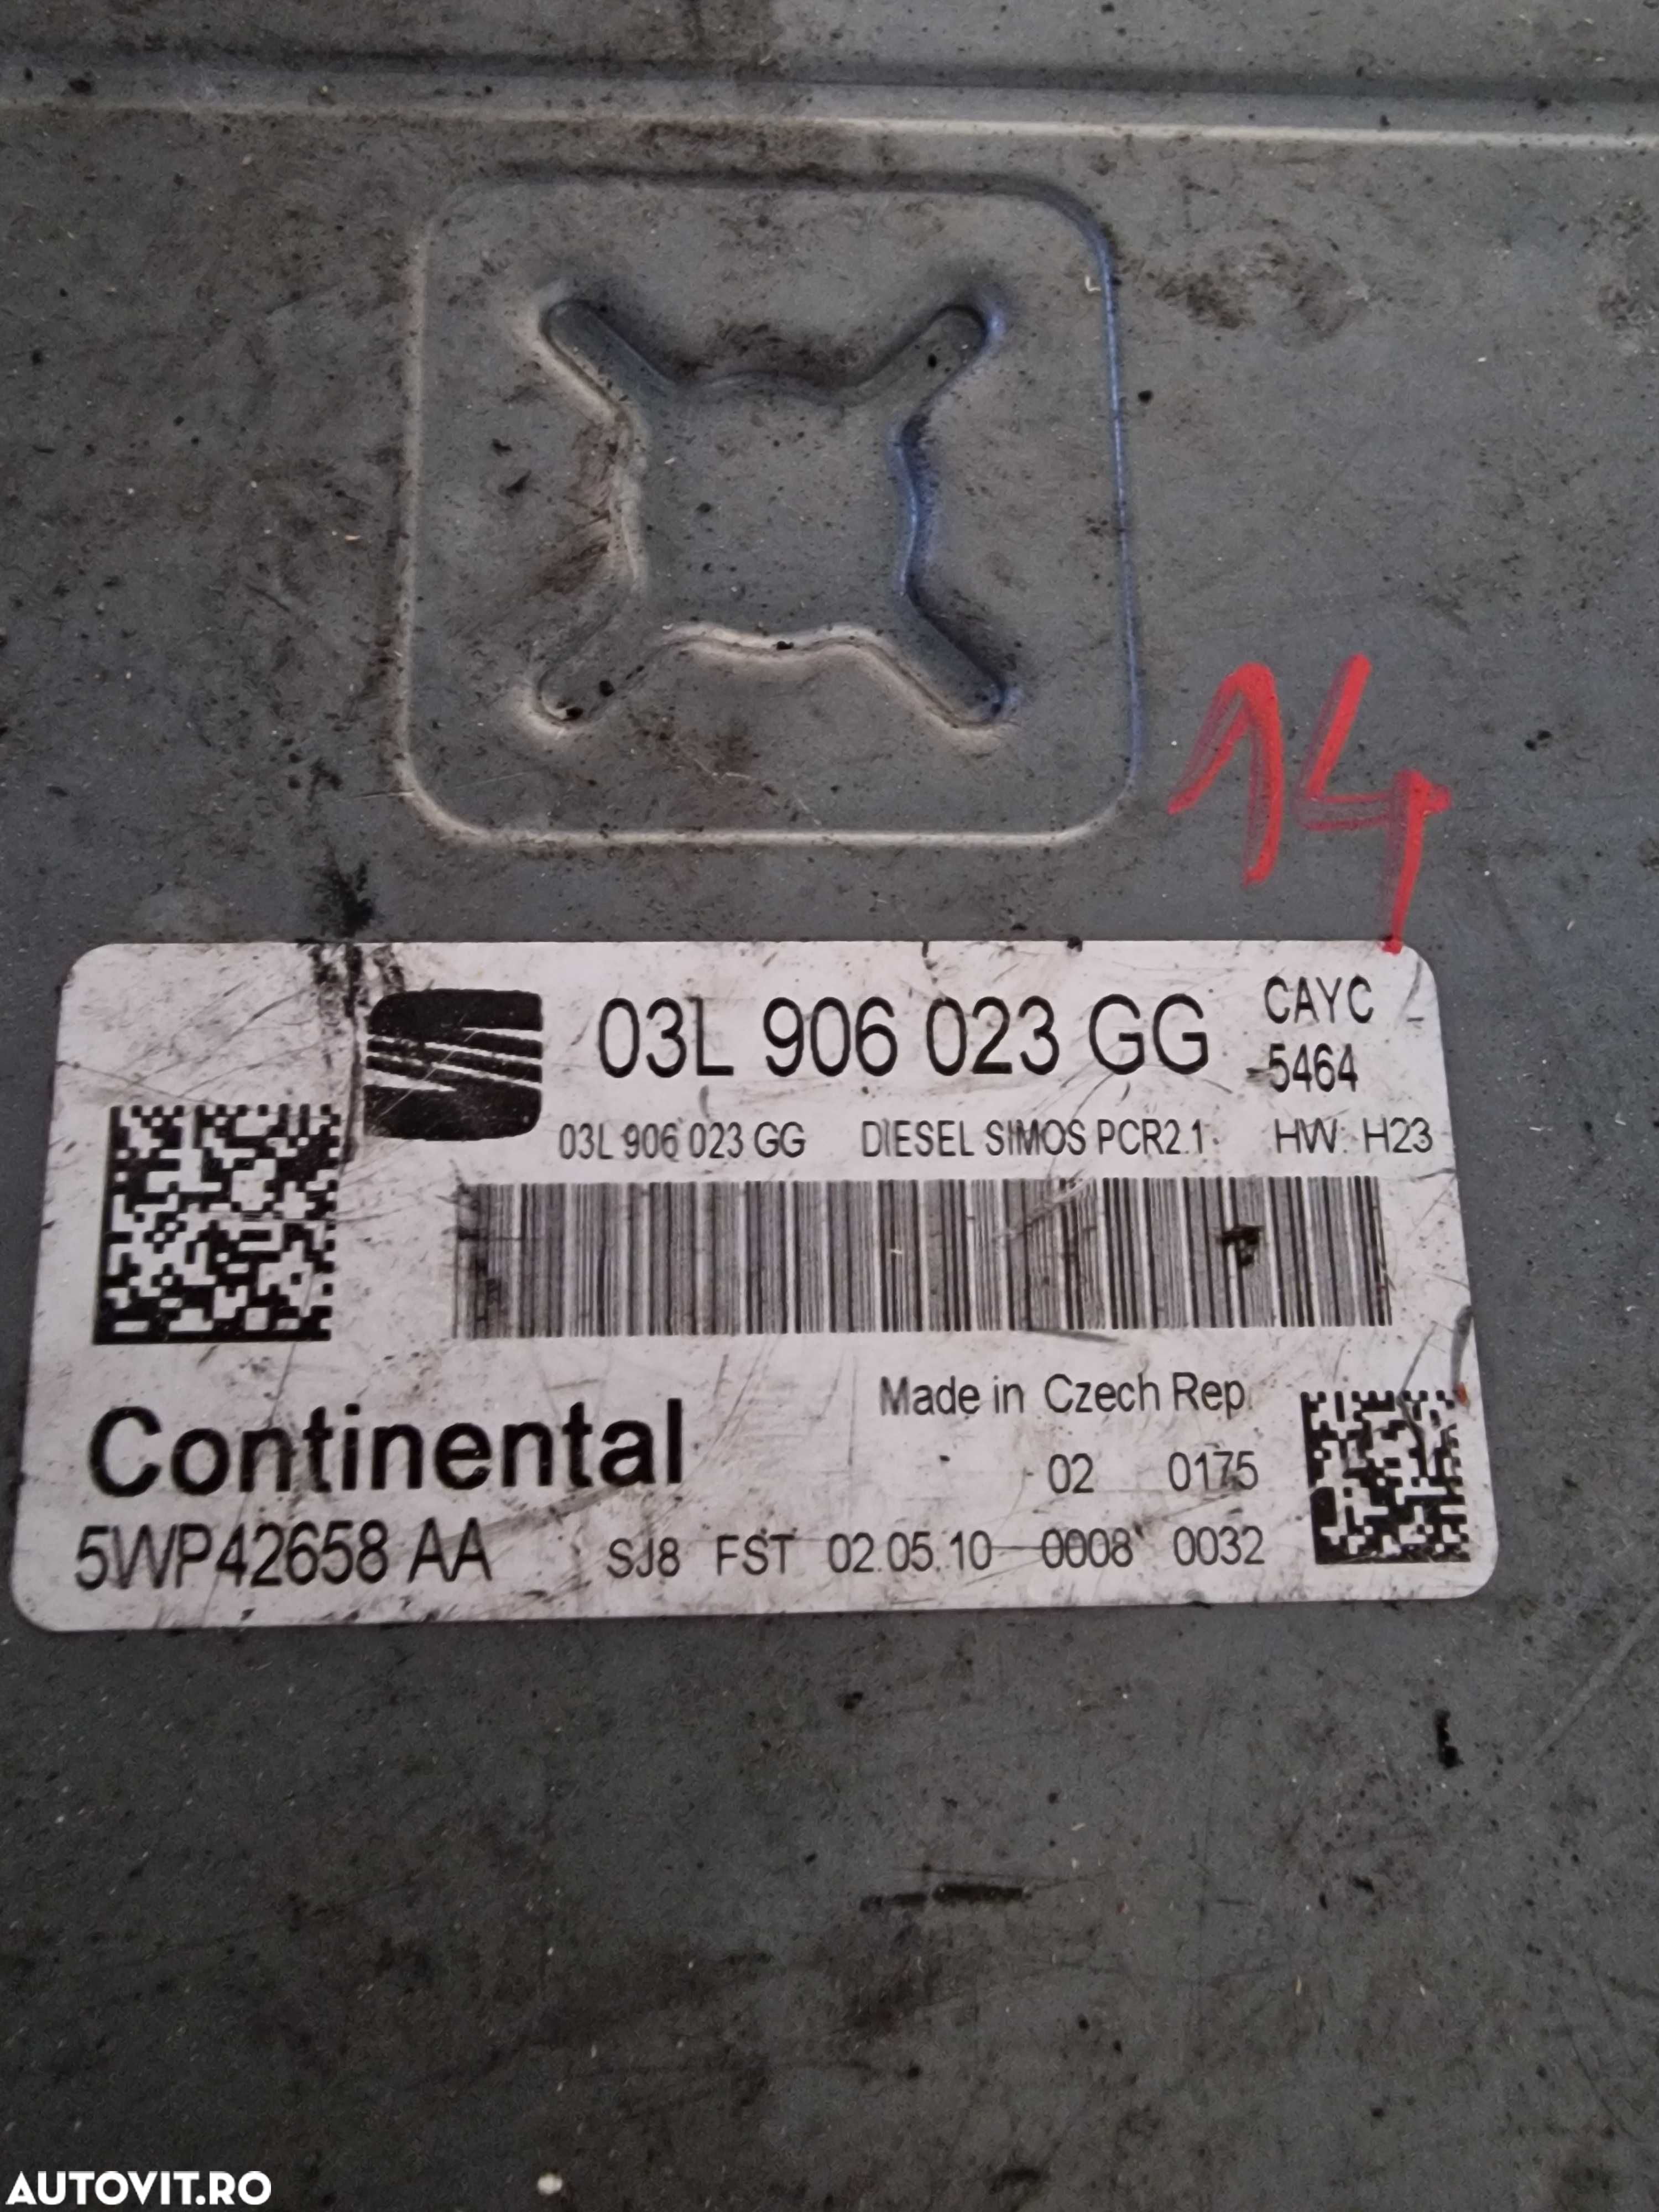 14
03L 906 023 GG CAYC
5464
03L 906 023 GG DIESEL SIMOS PCR2.1 HW: H23
Made in Czech Rep.
Continental
02 0175
5WP42658 AA SJ8 FST 02.05.10 0008 0032
AUTOVIT.RO